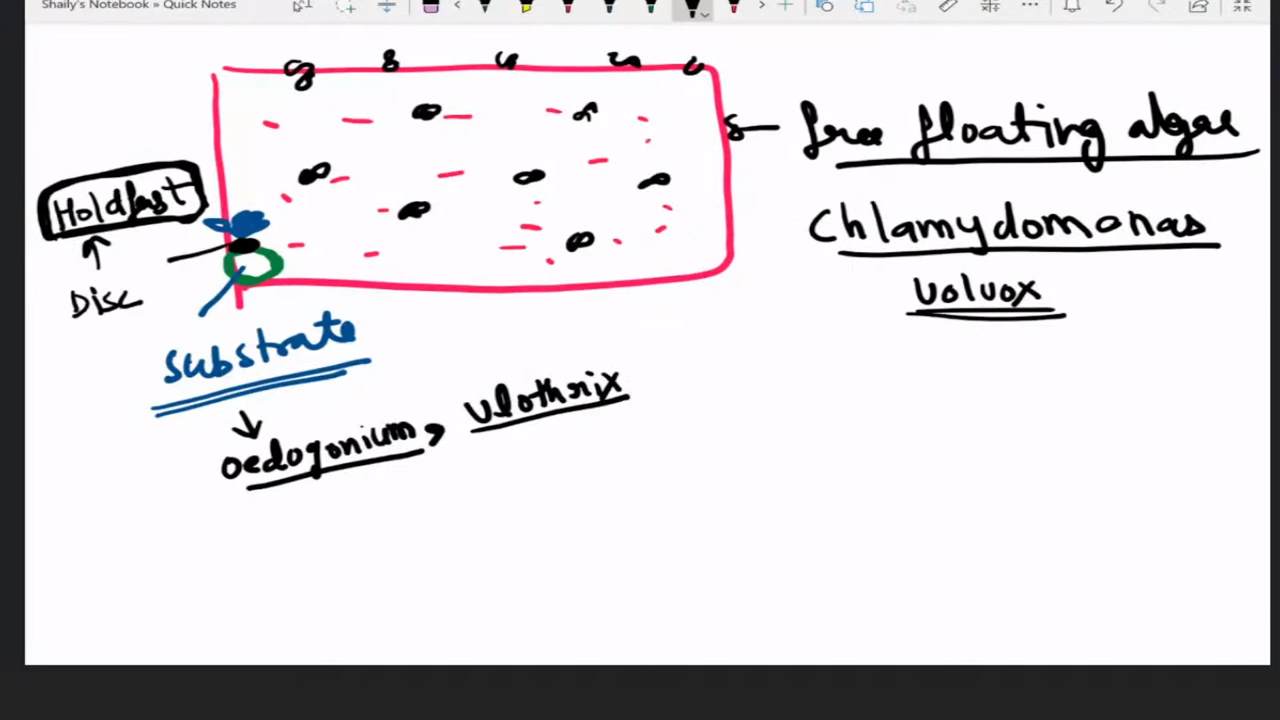 Shaily's Notebook » Quick Notes
free floating algae
Chlamydomonas
volvox
Holdfast
Disc
substrate
oedogonium, ulothrix